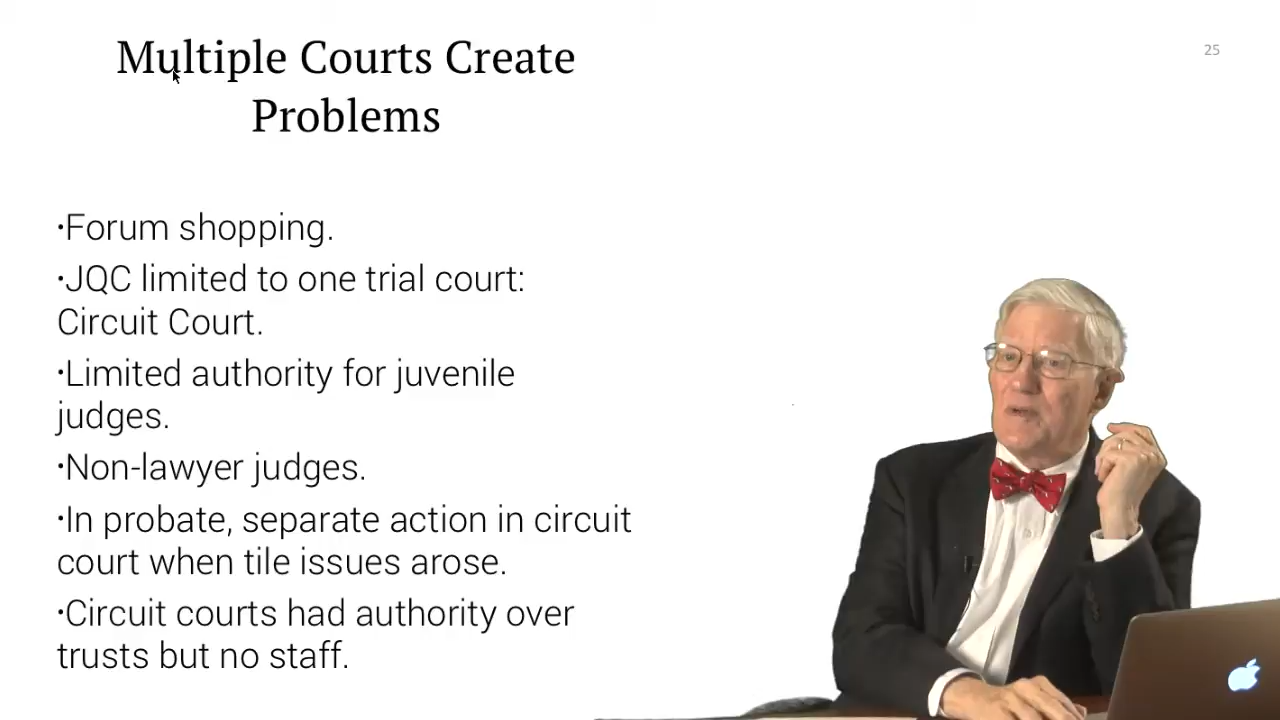 Multiple Courts Create
Problems
25
·Forum shopping.
·JQC limited to one trial court:
Circuit Court.
·Limited authority for juvenile
judges.
·Non-lawyer judges.
·In probate, separate action in circuit
court when tile issues arose.
·Circuit courts had authority over
trusts but no staff.